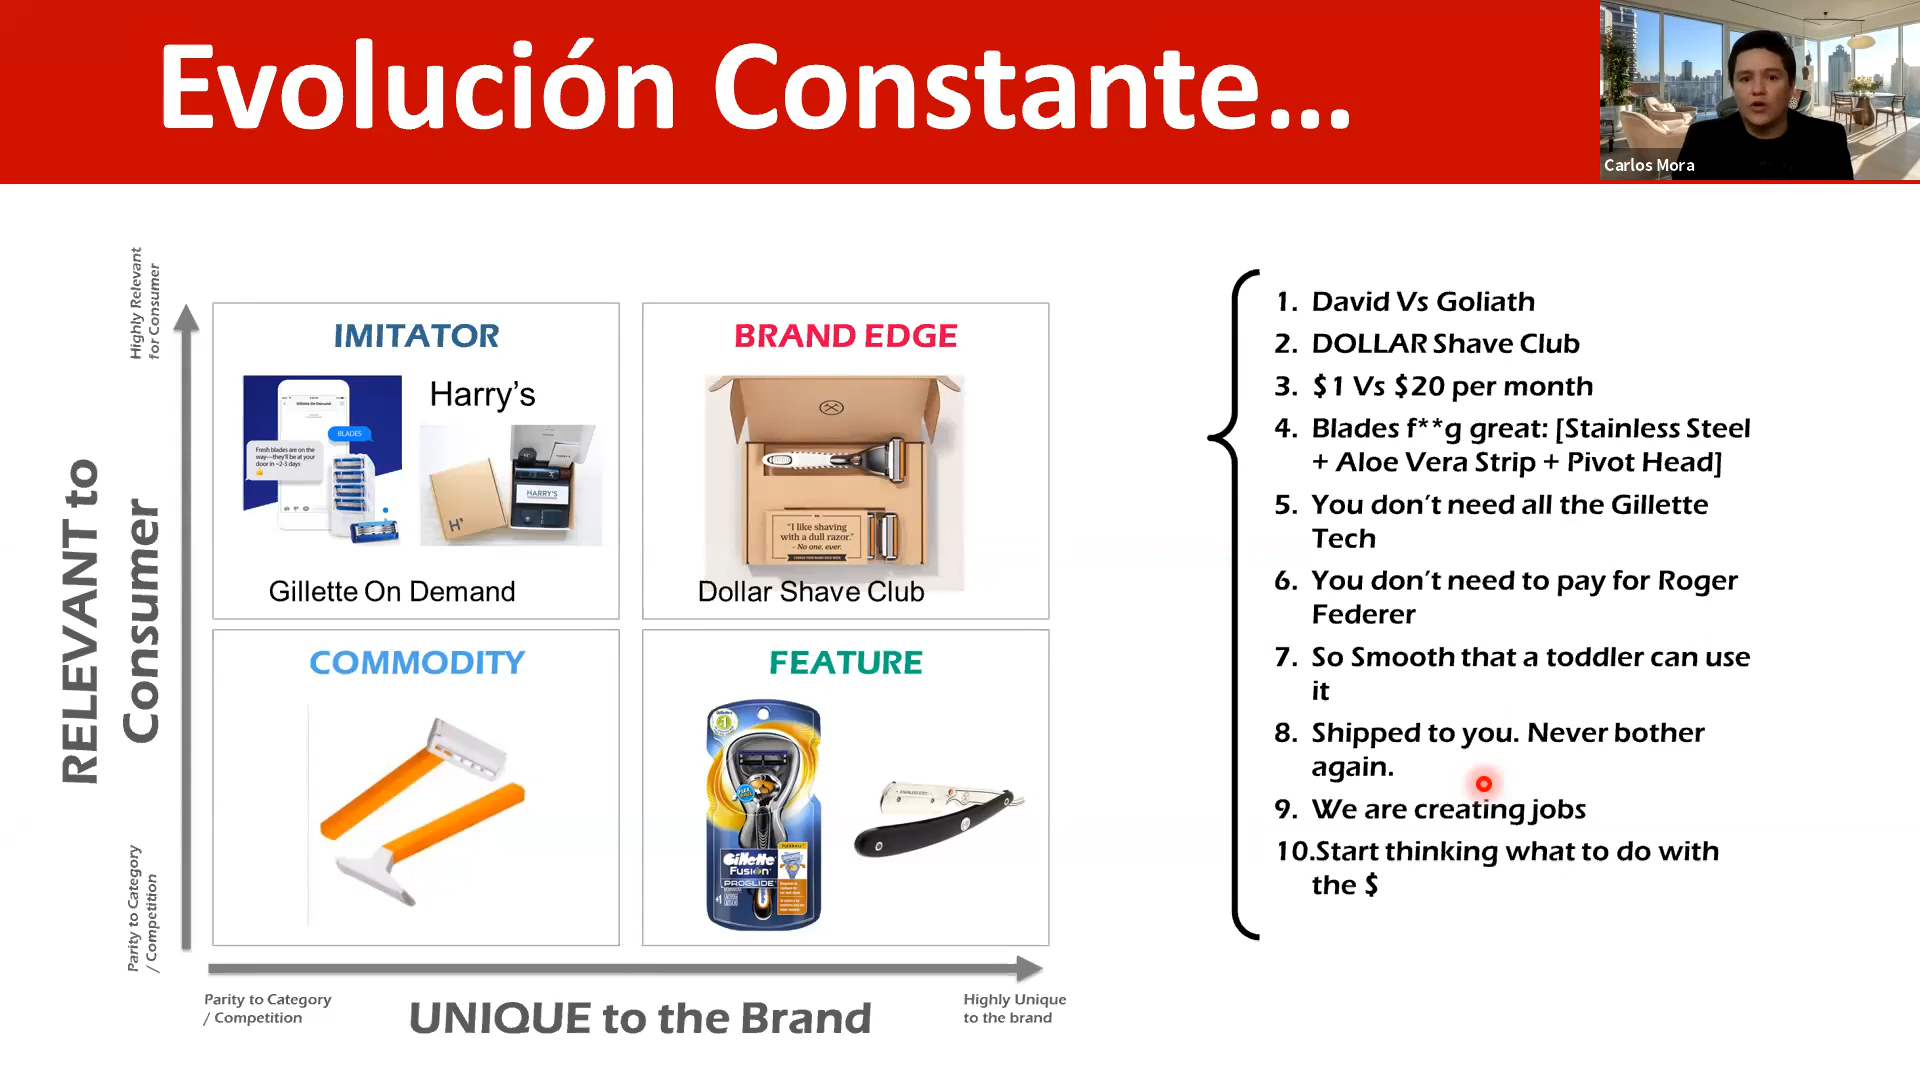 Evolución Constante...
Carlos Mora
Highly Relevant
for Consumer
RELEVANT to
Consumer
Parity to Category
/ Competition
IMITATOR
Harry's
BLADES
Fresh blades are on the
way—they'll be at your
door in ~2-3 days
HARRY'S
H'
Gillette On Demand
BRAND EDGE
"I like shaving
with a dull razor."
- No one. ever.
Dollar Shave Club
COMMODITY
FEATURE
Gillette
Fusion
PROGLIDE
Parity to Category
/ Competition
UNIQUE to the Brand
Highly Unique
to the brand
1. David Vs Goliath
2. DOLLAR Shave Club
3. $1 Vs $20 per month
4. Blades f**g great: [Stainless Steel
+ Aloe Vera Strip + Pivot Head]
5. You don't need all the Gillette
Tech
6. You don't need to pay for Roger
Federer
7. So Smooth that a toddler can use
it
8. Shipped to you. Never bother
again.
9. We are creating jobs
10.Start thinking what to do with
the $